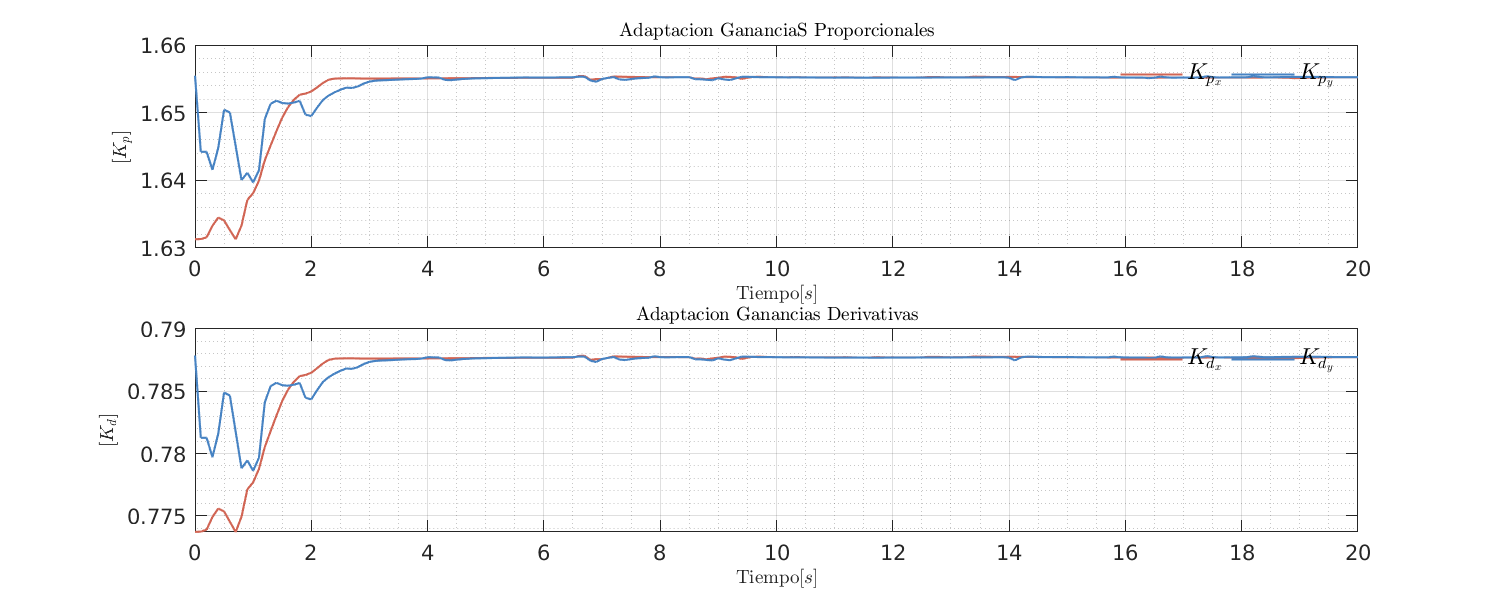 Adaptacion GananciaS Proporcionales
1.66
1.65
1.64
1.63
[K_p]
K_{p_x} K_{p_y}
0 2 4 6 8 10 12 14 16 18 20
Tiempo[s]
Adaptacion Ganancias Derivativas
0.79
0.785
0.78
0.775
[K_d]
K_{d_x} K_{d_y}
0 2 4 6 8 10 12 14 16 18 20
Tiempo[s]